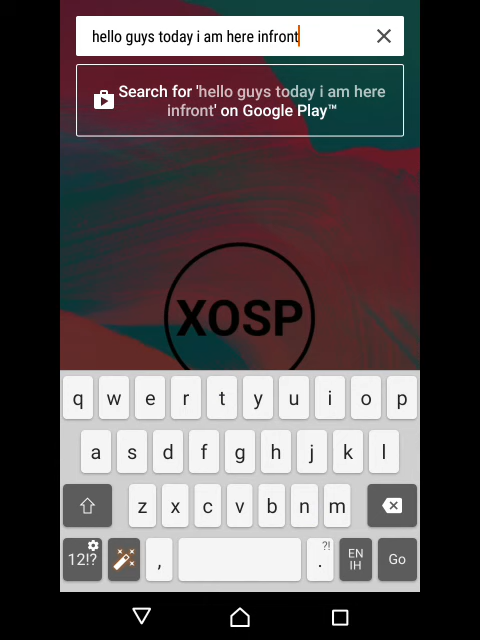 hello guys today i am here infront
Search for 'hello guys today i am here
infront' on Google Play™
XOSP
q w e r t y u i o p
a s d f g h j k l
z x c v b n m
?!
12!? , . EN Go
IH